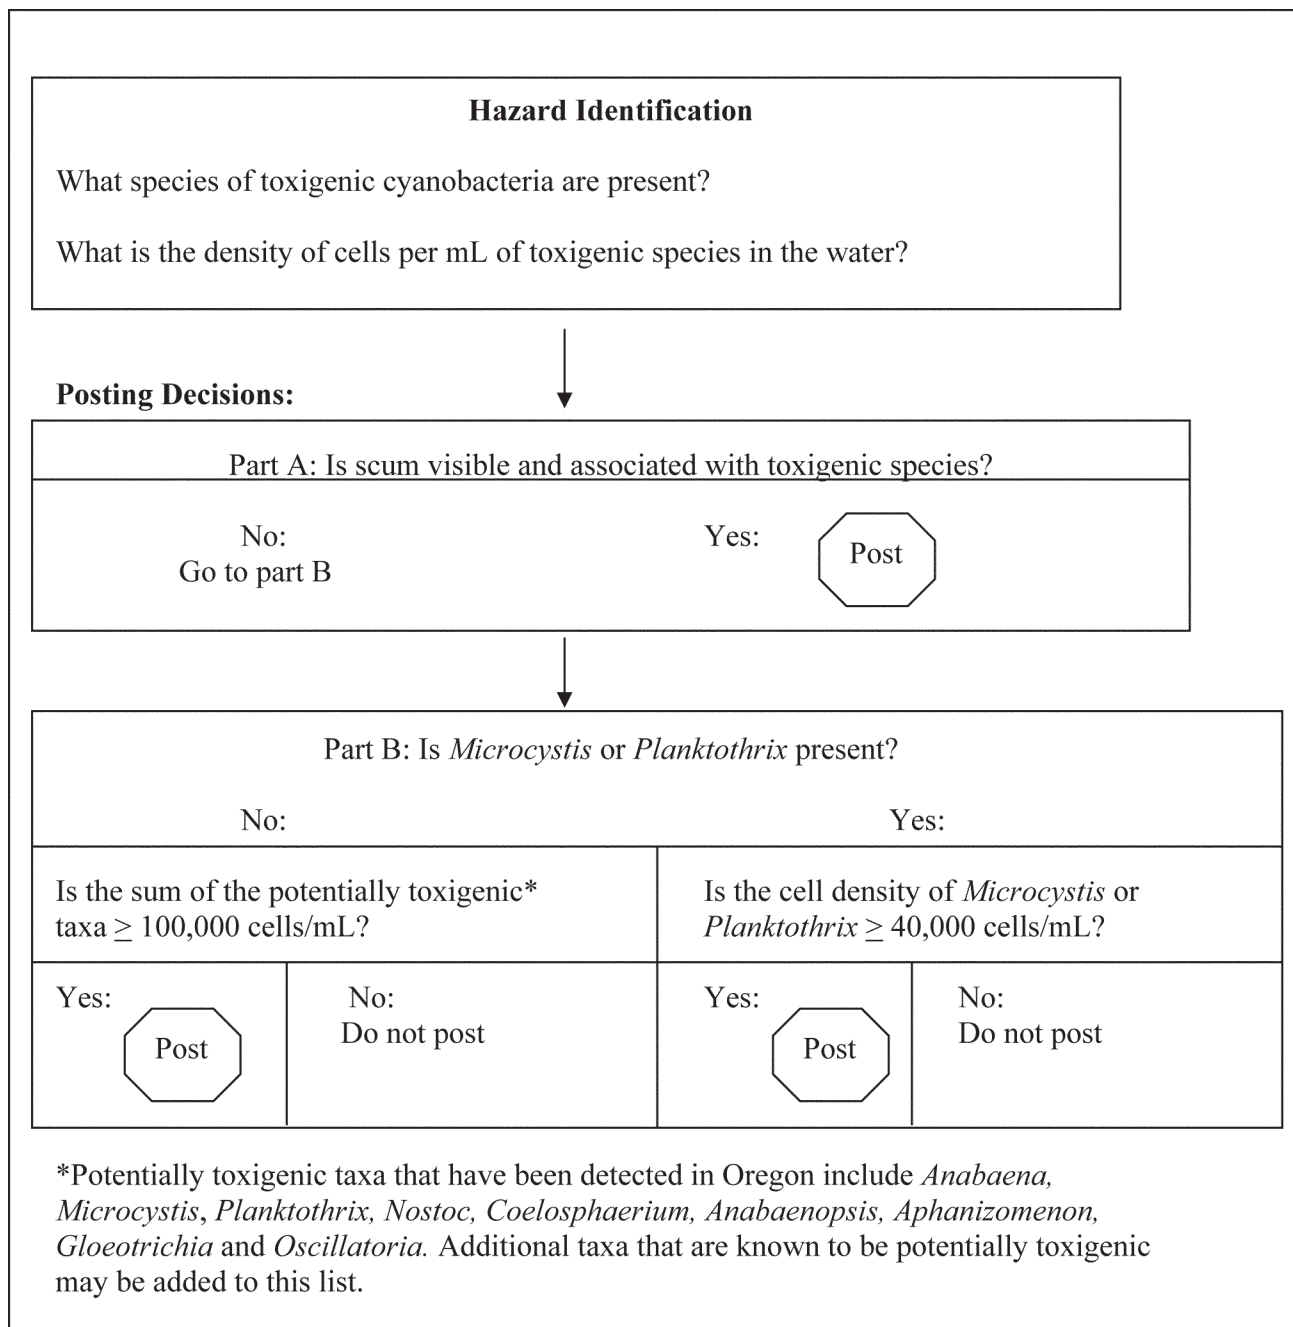 Hazard Identification
What species of toxigenic cyanobacteria are present?
What is the density of cells per mL of toxigenic species in the water?
Posting Decisions:
Part A: Is scum visible and associated with toxigenic species?
No:
Go to part B
Yes:
Post
Part B: Is Microcystis or Planktothrix present?
No:
Yes:
Is the sum of the potentially toxigenic*
taxa ≥ 100,000 cells/mL?
Is the cell density of Microcystis or
Planktothrix ≥ 40,000 cells/mL?
Yes:
Post
No:
Do not post
Yes:
Post
No:
Do not post
*Potentially toxigenic taxa that have been detected in Oregon include Anabaena,
Microcystis, Planktothrix, Nostoc, Coelosphaerium, Anabaenopsis, Aphanizomenon,
Gloeotrichia and Oscillatoria. Additional taxa that are known to be potentially toxigenic
may be added to this list.